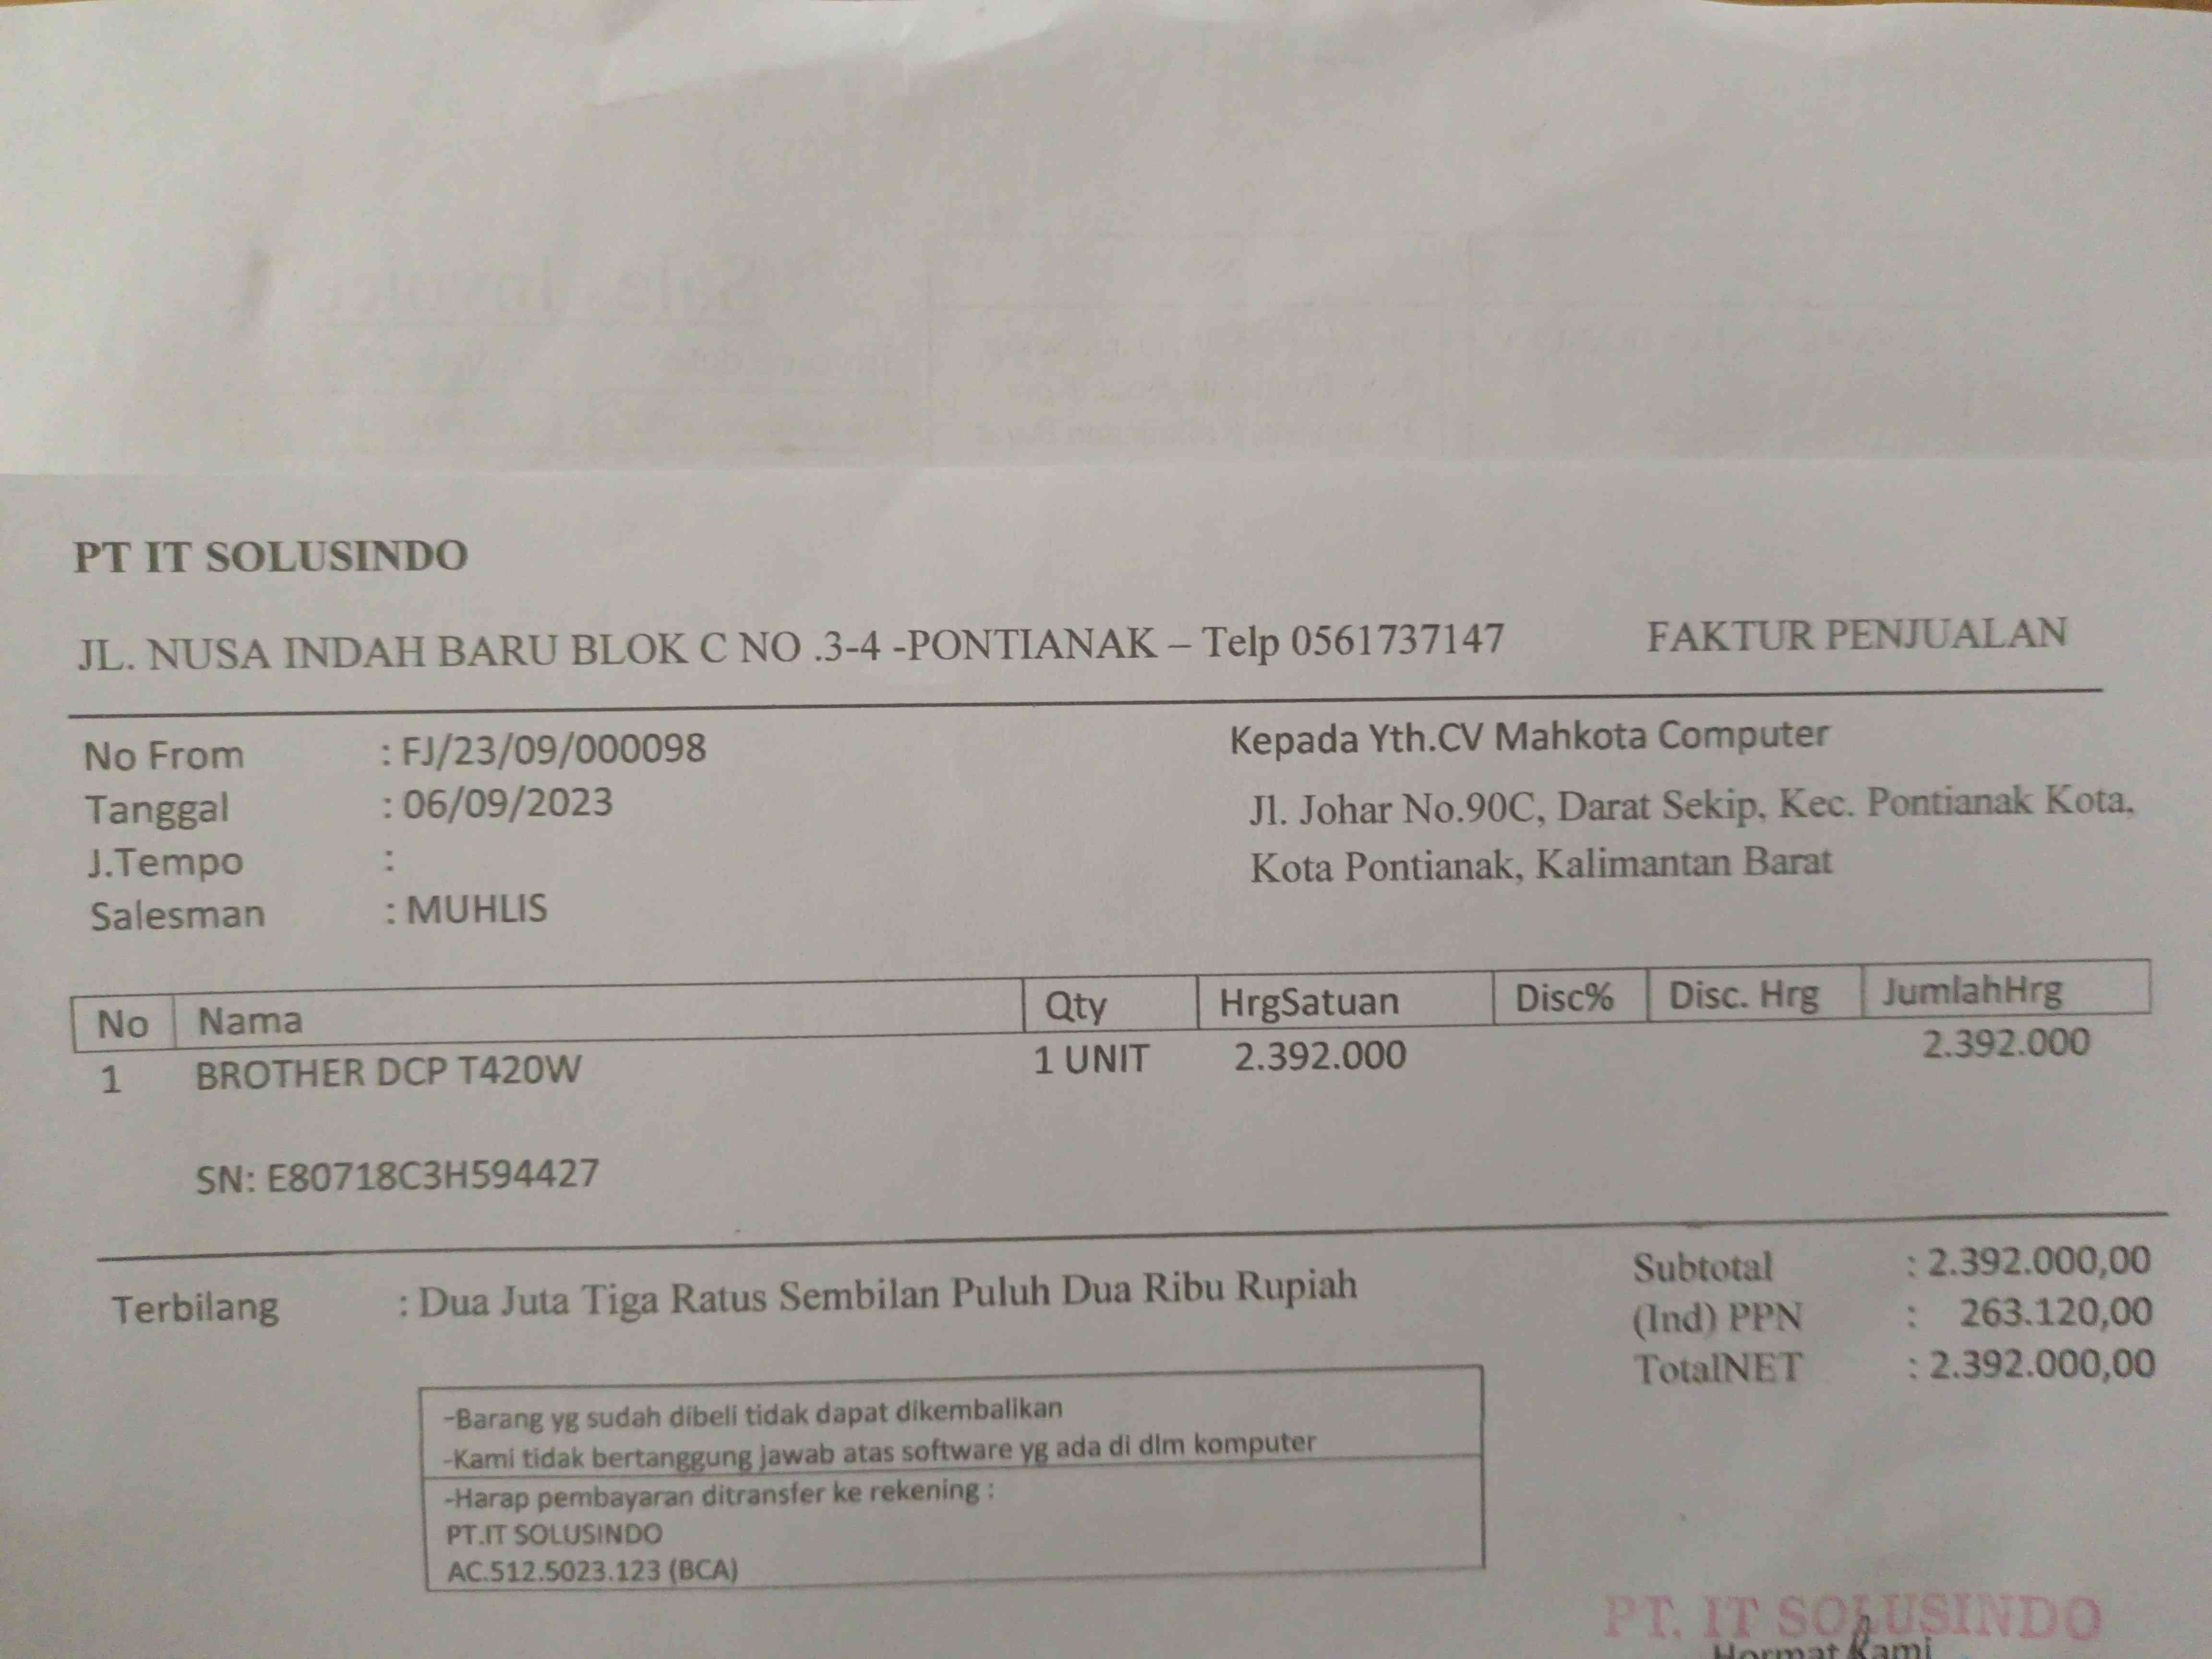 PT IT SOLUSINDO
JL. NUSA INDAH BARU BLOK C NO .3-4 -PONTIANAK – Telp 0561737147 FAKTUR PENJUALAN
No From : FJ/23/09/000098
Tanggal : 06/09/2023
J.Tempo :
Salesman : MUHLIS
Kepada Yth.CV Mahkota Computer
Jl. Johar No.90C, Darat Sekip, Kec. Pontianak Kota,
Kota Pontianak, Kalimantan Barat
No Nama Qty HrgSatuan Disc% Disc. Hrg JumlahHrg
1 BROTHER DCP T420W 1 UNIT 2.392.000 2.392.000
SN: E80718C3H594427
Terbilang : Dua Juta Tiga Ratus Sembilan Puluh Dua Ribu Rupiah
Subtotal : 2.392.000,00
(Ind) PPN : 263.120,00
TotalNET : 2.392.000,00
-Barang yg sudah dibeli tidak dapat dikembalikan
-Kami tidak bertanggung jawab atas software yg ada di dlm komputer
-Harap pembayaran ditransfer ke rekening :
PT.IT SOLUSINDO
AC.512.5023.123 (BCA)
PT. IT SOLUSINDO
Hormat Kami